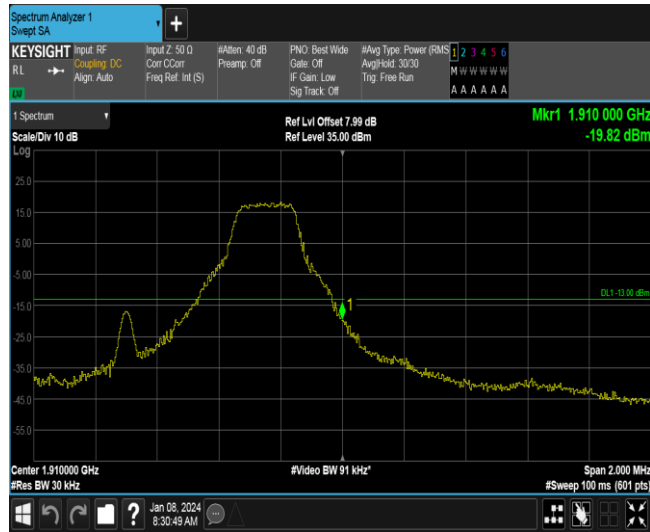 Spectrum Analyzer 1
Swept SA
+
KEYSIGHT
RL
LXI
Input: RF
Coupling: DC
Align: Auto
Input Z: 50 Ω
Corr CCorr
Freq Ref: Int (S)
#Atten: 40 dB
Preamp: Off
PNO: Best Wide
Gate: Off
IF Gain: Low
Sig Track: Off
#Avg Type: Power (RMS
Avg|Hold: 30/30
Trig: Free Run
1 2 3 4 5 6
M W W W W W
A A A A A A
1 Spectrum
Scale/Div 10 dB
Log
Ref Lvl Offset 7.99 dB
Ref Level 35.00 dBm
Mkr1 1.910 000 GHz
-19.82 dBm
25.0
15.0
5.00
-5.00
-15.0
-25.0
-35.0
-45.0
-55.0
DL1 -13.00 dBm
1
Center 1.910000 GHz
#Res BW 30 kHz
#Video BW 91 kHz*
Span 2.000 MHz
#Sweep 100 ms (601 pts)
?
Jan 08, 2024
8:30:49 AM